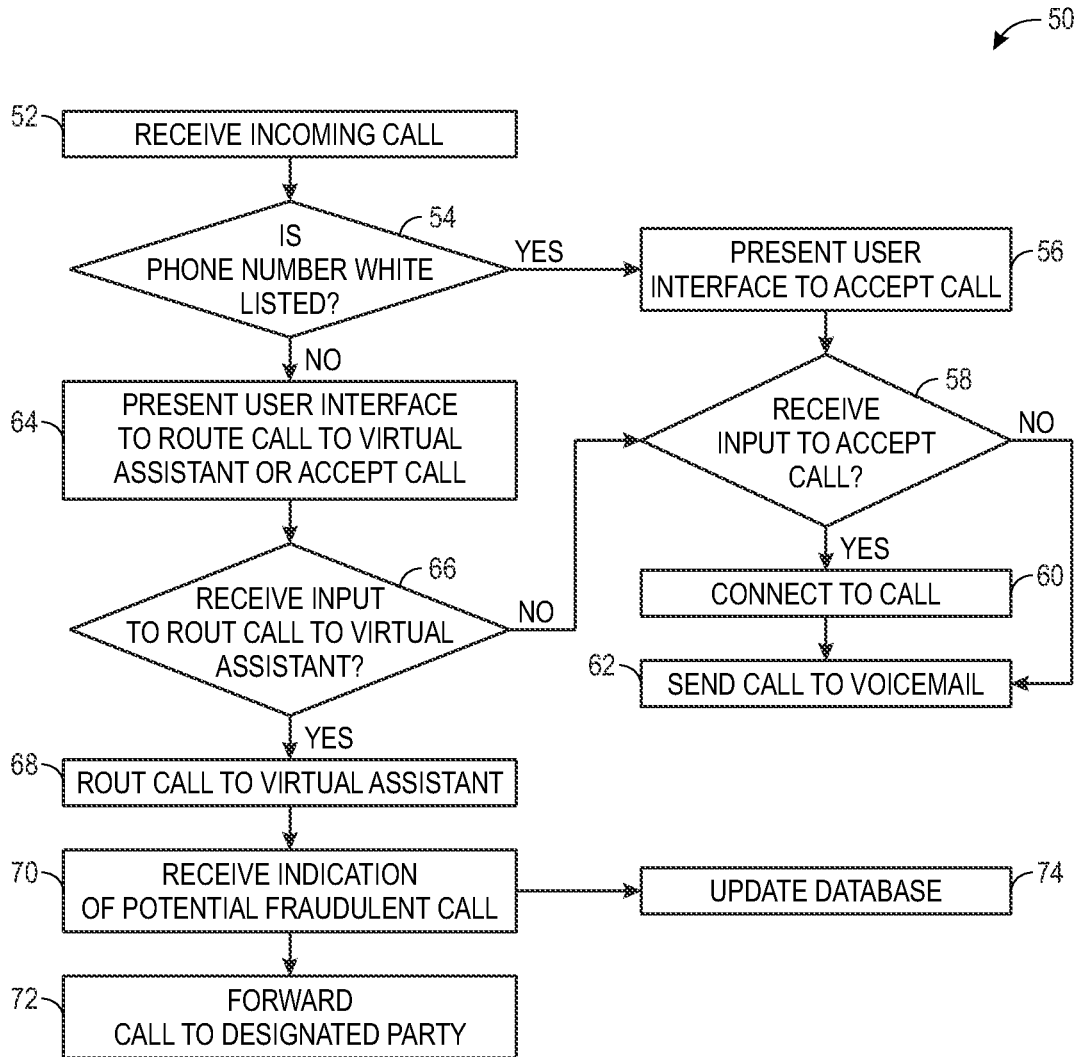 50
52
RECEIVE INCOMING CALL
54
IS
PHONE NUMBER WHITE
LISTED?
YES
NO
PRESENT USER
INTERFACE TO ACCEPT CALL
56
64
PRESENT USER INTERFACE
TO ROUTE CALL TO VIRTUAL
ASSISTANT OR ACCEPT CALL
58
RECEIVE
INPUT TO ACCEPT
CALL?
NO
YES
66
RECEIVE INPUT
TO ROUT CALL TO VIRTUAL
ASSISTANT?
NO
YES
CONNECT TO CALL
60
62
SEND CALL TO VOICEMAIL
68
ROUT CALL TO VIRTUAL ASSISTANT
70
RECEIVE INDICATION
OF POTENTIAL FRAUDULENT CALL
UPDATE DATABASE
74
72
FORWARD
CALL TO DESIGNATED PARTY